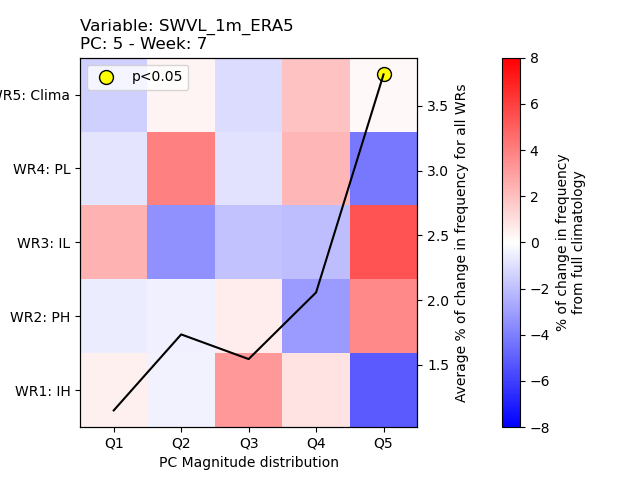 Variable: SWVL_1m_ERA5
PC: 5 - Week: 7
p<0.05
WR5: Clima
WR4: PL
WR3: IL
WR2: PH
WR1: IH
Q1 Q2 Q3 Q4 Q5
PC Magnitude distribution
3.5
3.0
2.5
2.0
1.5
Average % of change in frequency for all WRs
8
6
4
2
0
−2
−4
−6
−8
% of change in frequency
from full climatology